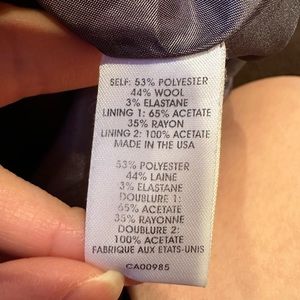 SELF: 53% POLYESTER
44% WOOL
3% ELASTANE
LINING 1: 65% ACETATE
35% RAYON
LINING 2: 100% ACETATE
MADE IN THE USA
53% POLYESTER
44% LAINE
3% ELASTANE
DOUBLURE 1:
65% ACETATE
35% RAYONNE
DOUBLURE 2:
100% ACETATE
FABRIQUE AUX ETATS-UNIS
CA00985